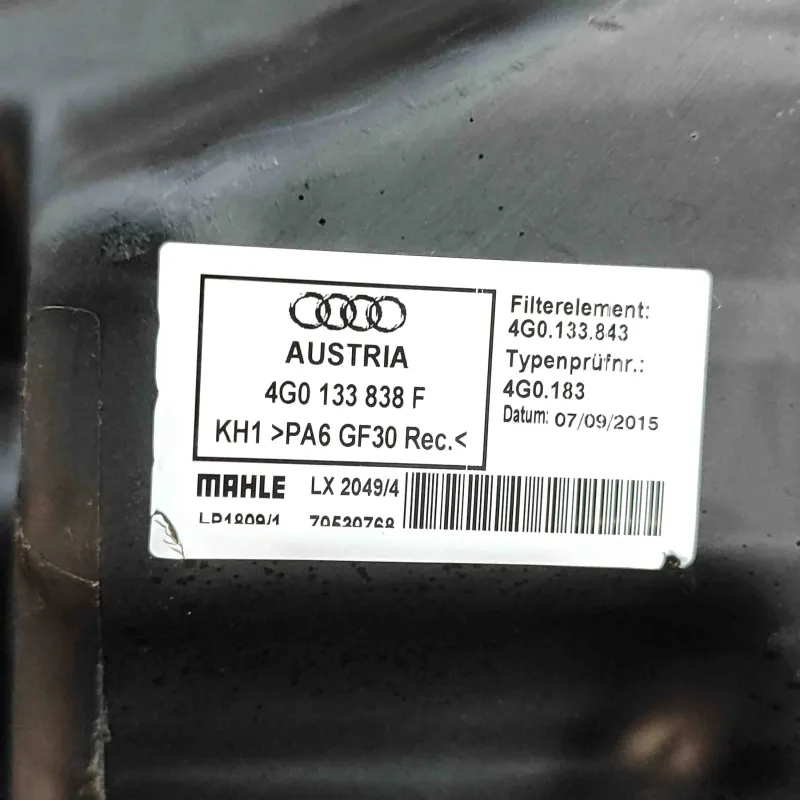 AUSTRIA
4G0 133 838 F
KH1 >PA6 GF30 Rec.<
Filterelement:
4G0.133.843
Typenprüfnr.:
4G0.183
Datum: 07/09/2015
MAHLE LX 2049/4